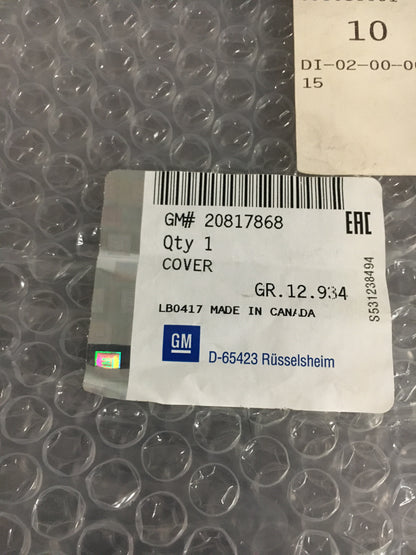 10
DI-02-00-0
15
GM# 20817868
EAC
Qty 1
COVER
GR.12.934
LB0417 MADE IN CANADA
S531238494
GM
D-65423 Rüsselsheim